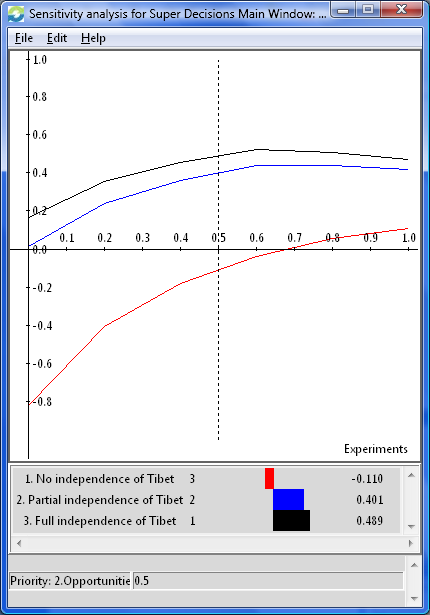 Sensitivity analysis for Super Decisions Main Window: ...
File Edit Help
1.0
0.8
0.6
0.4
0.2
0.0 0.1 0.2 0.3 0.4 0.5 0.6 0.7 0.8 0.9 1.0
-0.2
-0.4
-0.6
-0.8
Experiments
1. No independence of Tibet 3 -0.110
2. Partial independence of Tibet 2 0.401
3. Full independence of Tibet 1 0.489
Priority: 2.Opportunitie 0.5